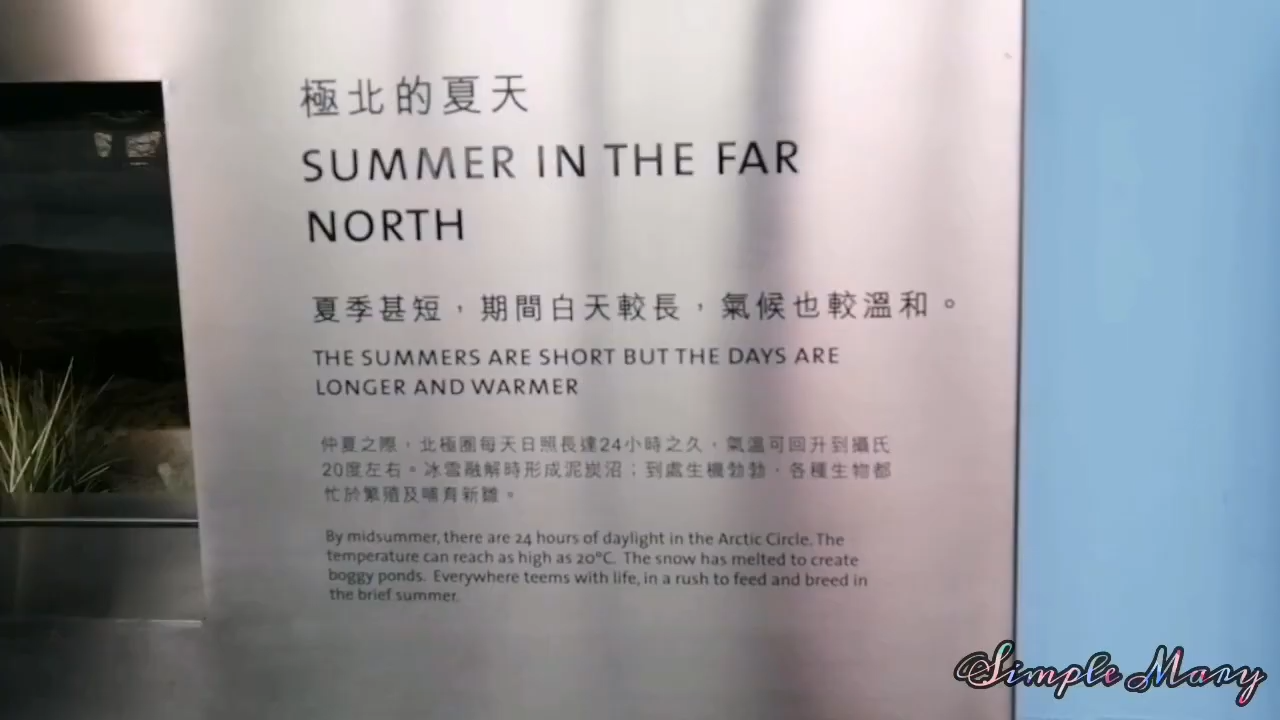 極北的夏天
SUMMER IN THE FAR
NORTH
夏季甚短，期間白天較長，氣候也較溫和。
THE SUMMERS ARE SHORT BUT THE DAYS ARE
LONGER AND WARMER
仲夏之際，北極圈每天日照長達24小時之久，氣溫可回升到攝氏
20度左右。冰雪融解時形成泥炭沼；到處生機勃勃，各種生物都
忙於繁殖及哺育新雛。
By midsummer, there are 24 hours of daylight in the Arctic Circle. The
temperature can reach as high as 20°C. The snow has melted to create
boggy ponds. Everywhere teems with life, in a rush to feed and breed in
the brief summer.
Simple Mary